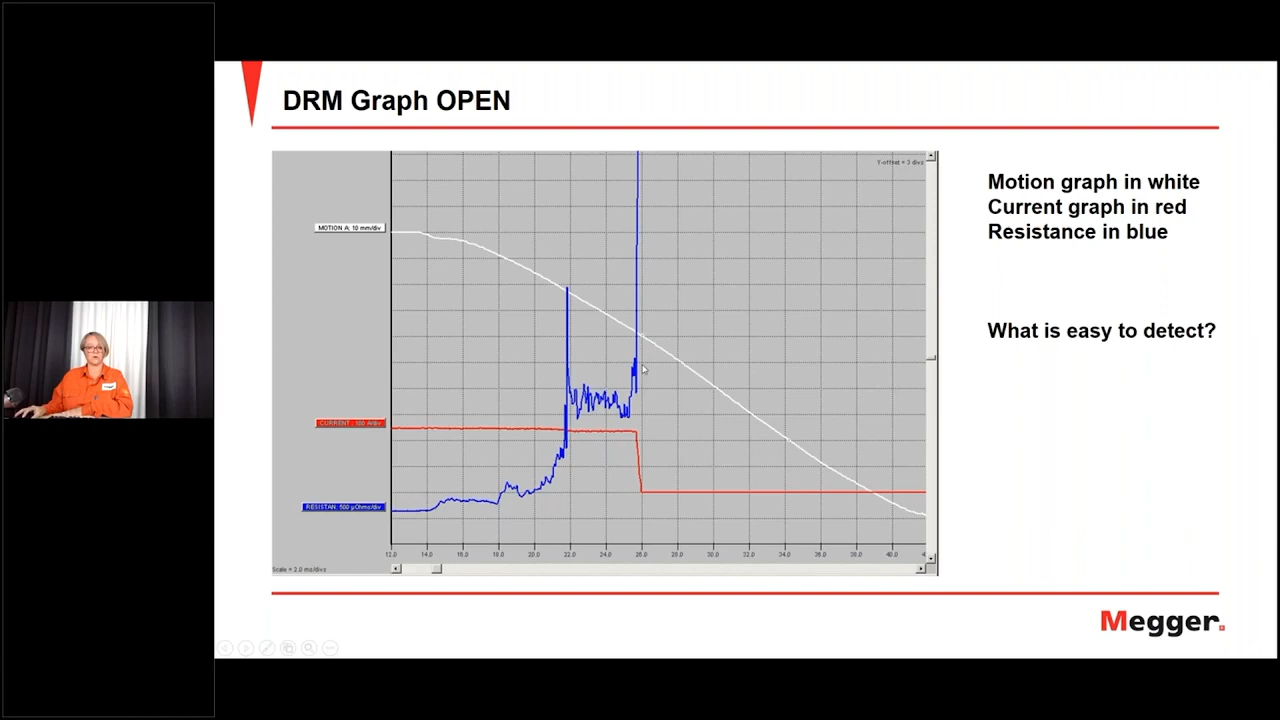 DRM Graph OPEN
Y-offset = 3 divs
MOTION A: 10 mm/div
CURRENT : 100 A/div
RESISTAN: 500 µOhms/div
12.0 14.0 16.0 18.0 20.0 22.0 24.0 26.0 28.0 30.0 32.0 34.0 36.0 38.0 40.0
Scale = 2.0 ms/divs
Motion graph in white
Current graph in red
Resistance in blue
What is easy to detect?
Megger.